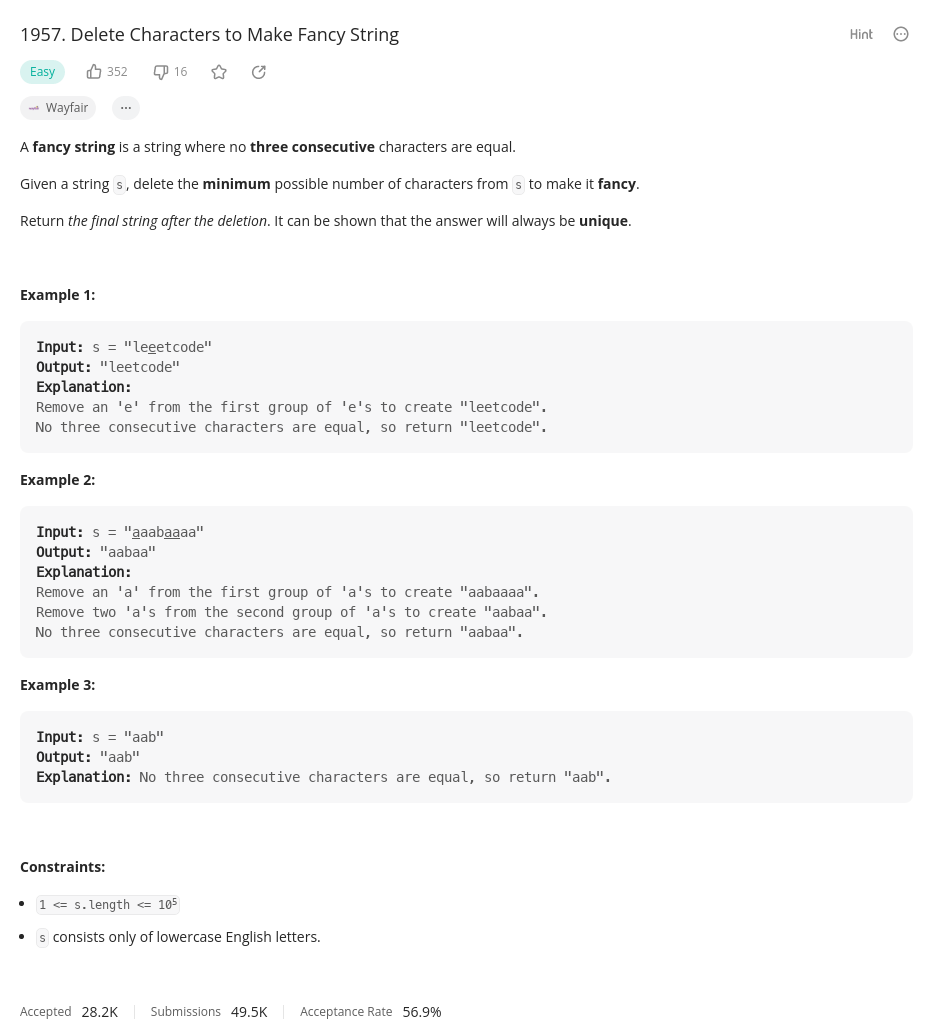 1957. Delete Characters to Make Fancy String
Hint
Easy 352 16
Wayfair ...
A fancy string is a string where no three consecutive characters are equal.
Given a string s, delete the minimum possible number of characters from s to make it fancy.
Return the final string after the deletion. It can be shown that the answer will always be unique.
Example 1:
Input: s = "leeetcode"
Output: "leetcode"
Explanation:
Remove an 'e' from the first group of 'e's to create "leetcode".
No three consecutive characters are equal, so return "leetcode".
Example 2:
Input: s = "aaabaaaa"
Output: "aabaa"
Explanation:
Remove an 'a' from the first group of 'a's to create "aabaaaa".
Remove two 'a's from the second group of 'a's to create "aabaa".
No three consecutive characters are equal, so return "aabaa".
Example 3:
Input: s = "aab"
Output: "aab"
Explanation: No three consecutive characters are equal, so return "aab".
Constraints:
• 1 <= s.length <= 10⁵
• s consists only of lowercase English letters.
Accepted 28.2K Submissions 49.5K Acceptance Rate 56.9%